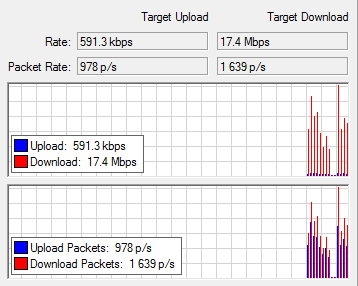 Target Upload Target Download
Rate: 591.3 kbps 17.4 Mbps
Packet Rate: 978 p/s 1 639 p/s
Upload: 591.3 kbps
Download: 17.4 Mbps
Upload Packets: 978 p/s
Download Packets: 1 639 p/s